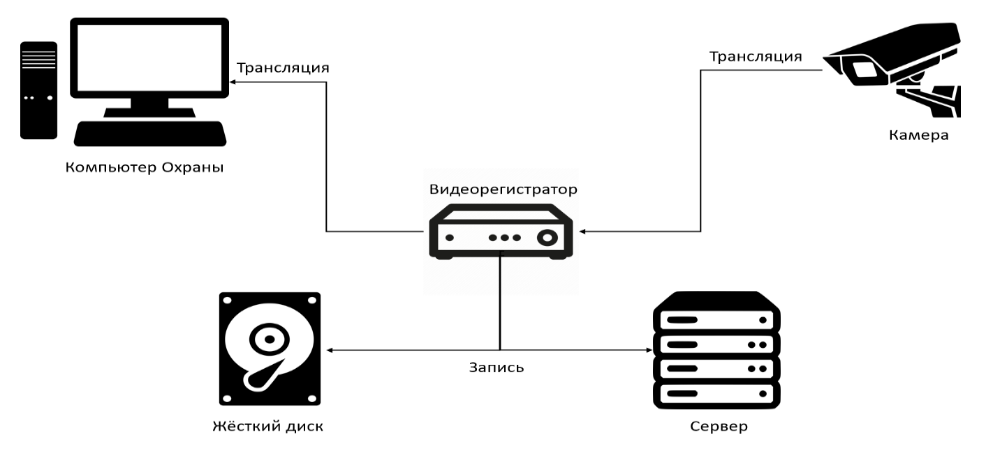 Трансляция
Трансляция
Камера
Компьютер Охраны
Видеорегистратор
Запись
Жёсткий диск
Сервер